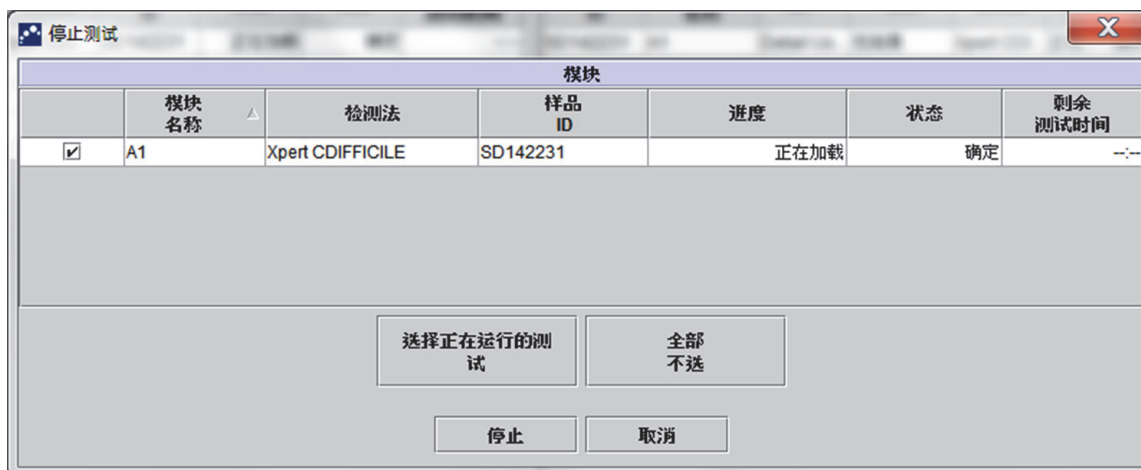 停止测试
模块
模块 名称 检测法 样品 ID 进度 状态 剩余 测试时间
A1 Xpert CDIFFICILE SD142231 正在加载 确定 --:--
选择正在运行的测
试
全部
不选
停止 取消